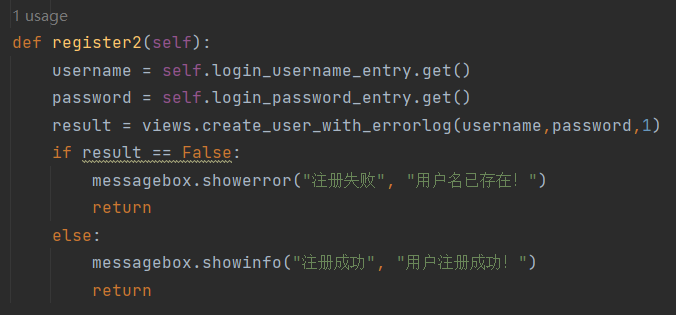 1 usage
def register2(self):
    username = self.login_username_entry.get()
    password = self.login_password_entry.get()
    result = views.create_user_with_errorlog(username,password,1)
    if result == False:
        messagebox.showerror("注册失败", "用户名已存在！")
        return
    else:
        messagebox.showinfo("注册成功", "用户注册成功！")
        return